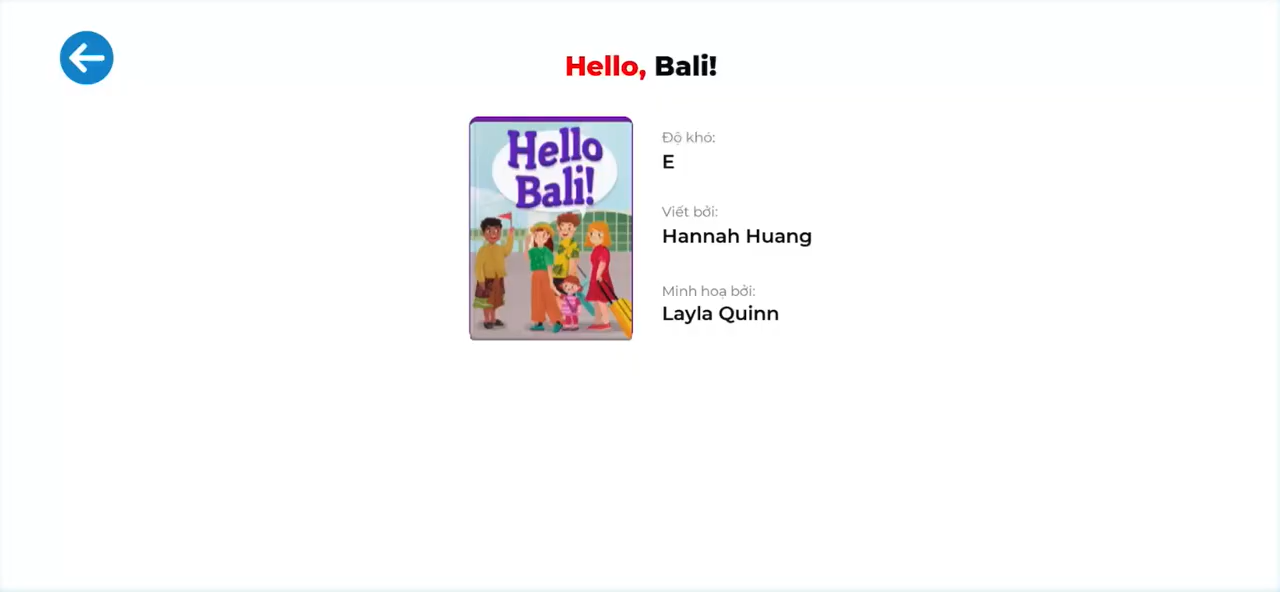 Hello, Bali!
Hello
Bali!
Độ khó:
E
Viết bởi:
Hannah Huang
Minh hoạ bởi:
Layla Quinn